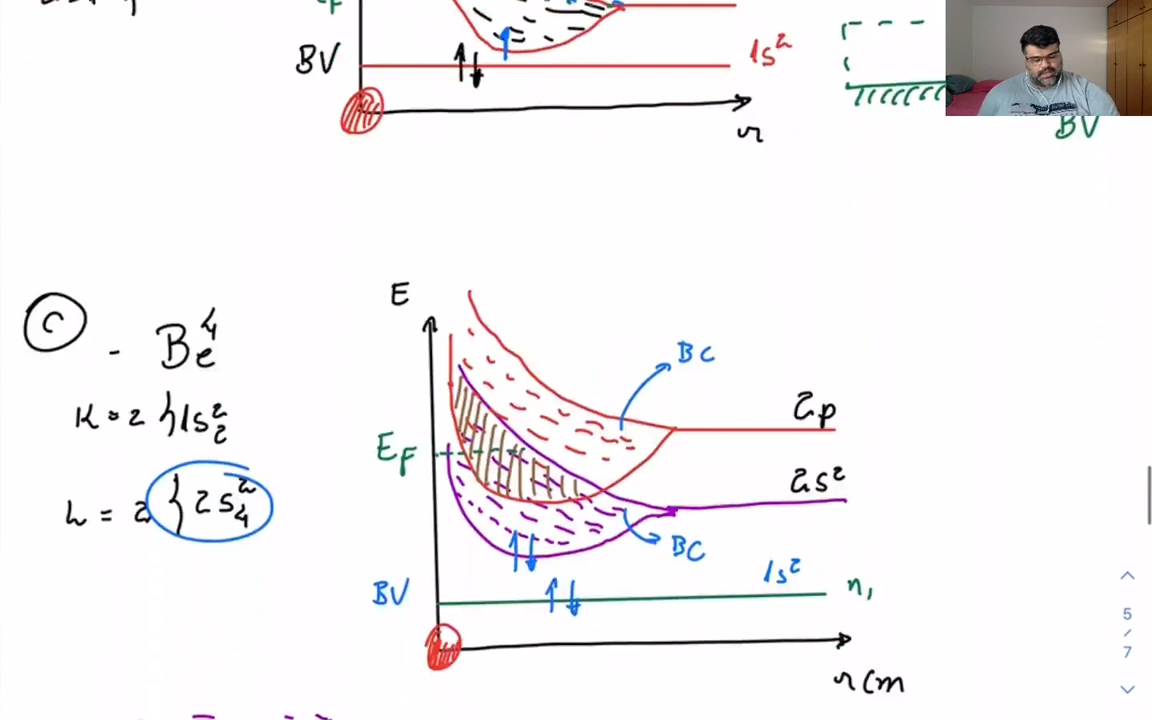 BV
1s²
r
BV
E
C
- Be⁴
BC
K = 2 } 1s²₂
2p
E_F
2s²
L = 2 { 2s²₄
BC
1s²
BV
n₁
r cm
5
/
7